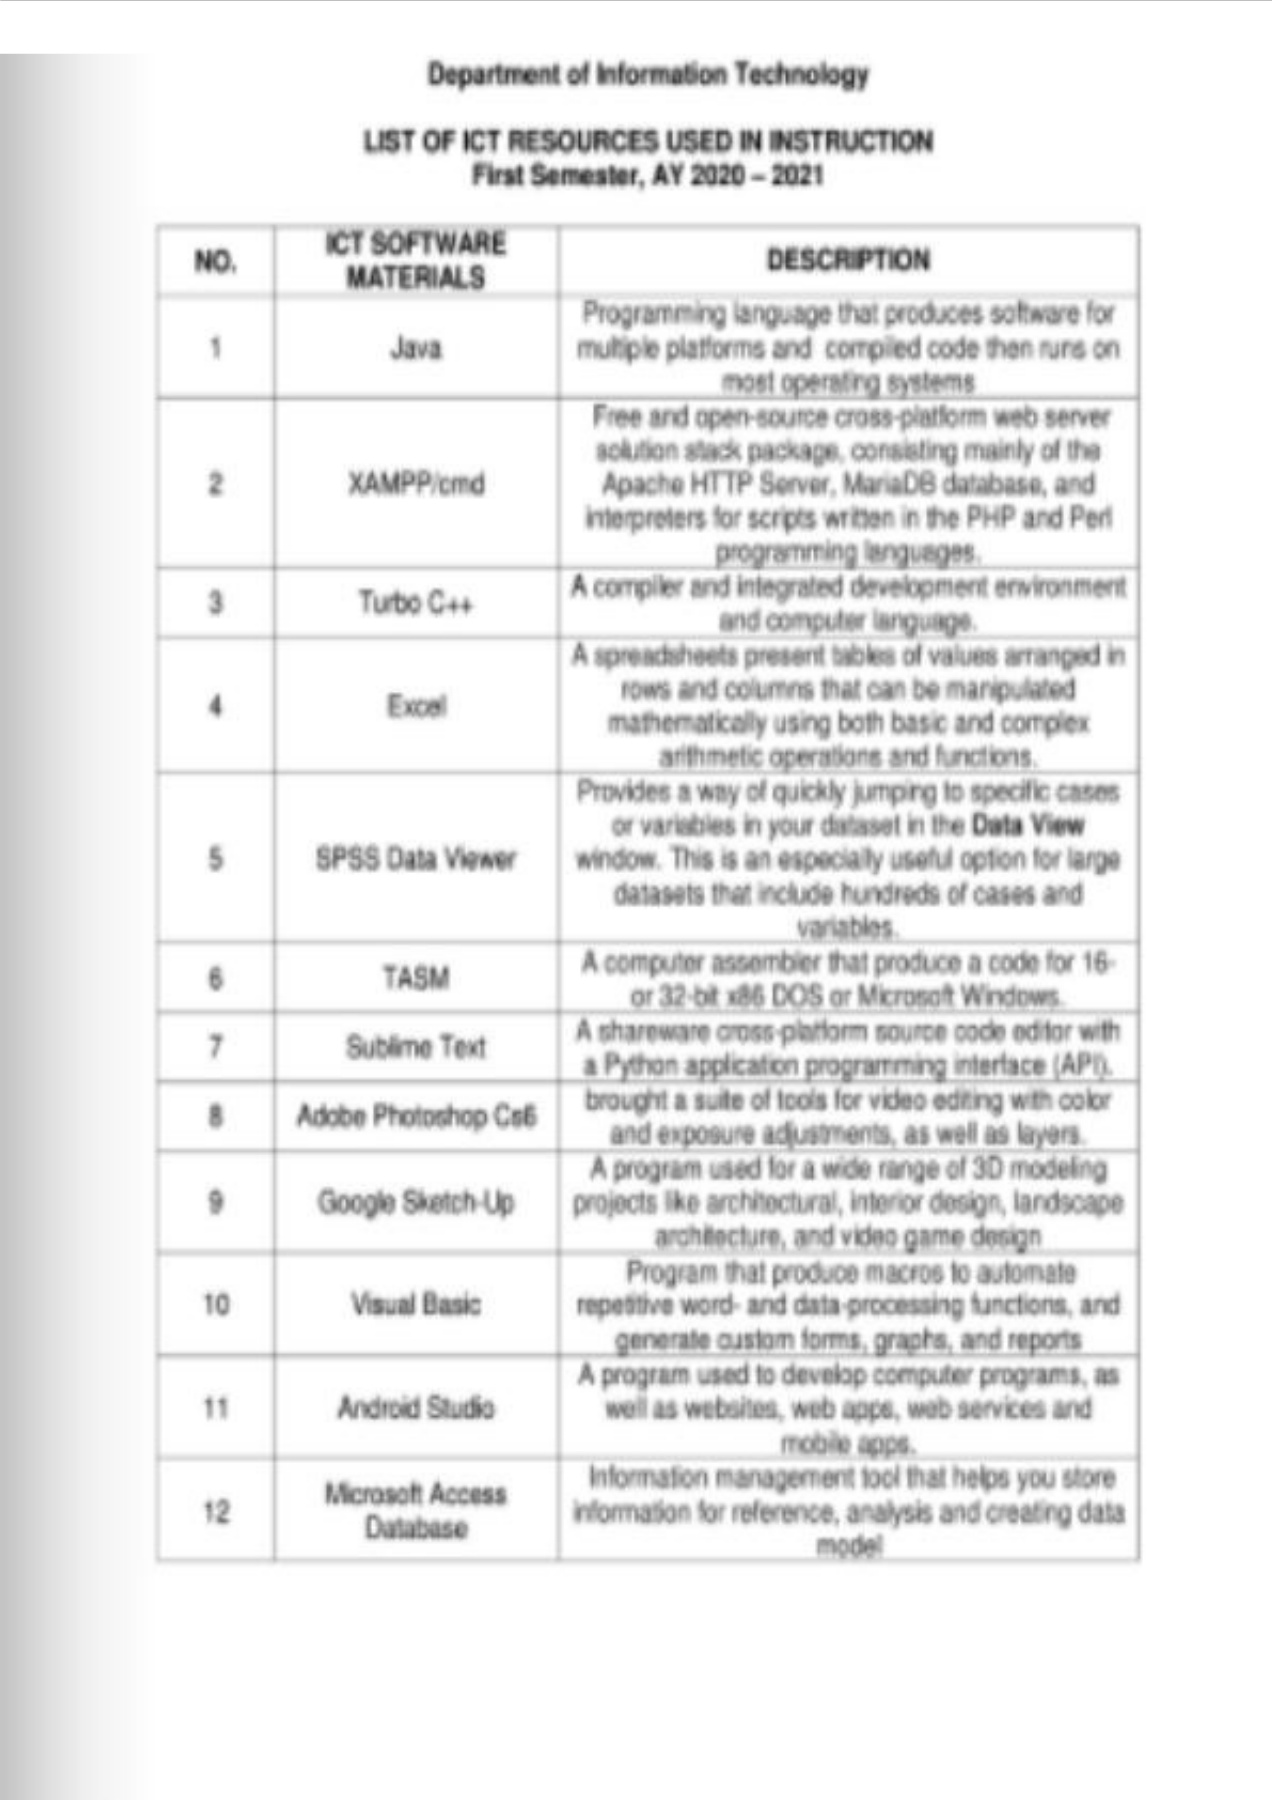 Department of Information Technology
LIST OF ICT RESOURCES USED IN INSTRUCTION
First Semester, AY 2020 – 2021
NO.
ICT SOFTWARE
MATERIALS
DESCRIPTION
1
Java
Programming language that produces software for
multiple platforms and compiled code then runs on
most operating systems
2
XAMPP/cmd
Free and open-source cross-platform web server
solution stack package, consisting mainly of the
Apache HTTP Server, MariaDB database, and
interpreters for scripts written in the PHP and Perl
programming languages.
3
Turbo C++
A compiler and integrated development environment
and computer language.
4
Excel
A spreadsheets present tables of values arranged in
rows and columns that can be manipulated
mathematically using both basic and complex
arithmetic operations and functions.
5
SPSS Data Viewer
Provides a way of quickly jumping to specific cases
or variables in your dataset in the Data View
window. This is an especially useful option for large
datasets that include hundreds of cases and
variables.
6
TASM
A computer assembler that produce a code for 16-
or 32-bit x86 DOS or Microsoft Windows.
7
Sublime Text
A shareware cross-platform source code editor with
a Python application programming interface (API).
8
Adobe Photoshop Cs6
brought a suite of tools for video editing with color
and exposure adjustments, as well as layers.
9
Google Sketch-Up
A program used for a wide range of 3D modeling
projects like architectural, interior design, landscape
architecture, and video game design
10
Visual Basic
Program that produce macros to automate
repetitive word- and data-processing functions, and
generate custom forms, graphs, and reports
11
Android Studio
A program used to develop computer programs, as
well as websites, web apps, web services and
mobile apps.
12
Microsoft Access
Database
Information management tool that helps you store
information for reference, analysis and creating data
model